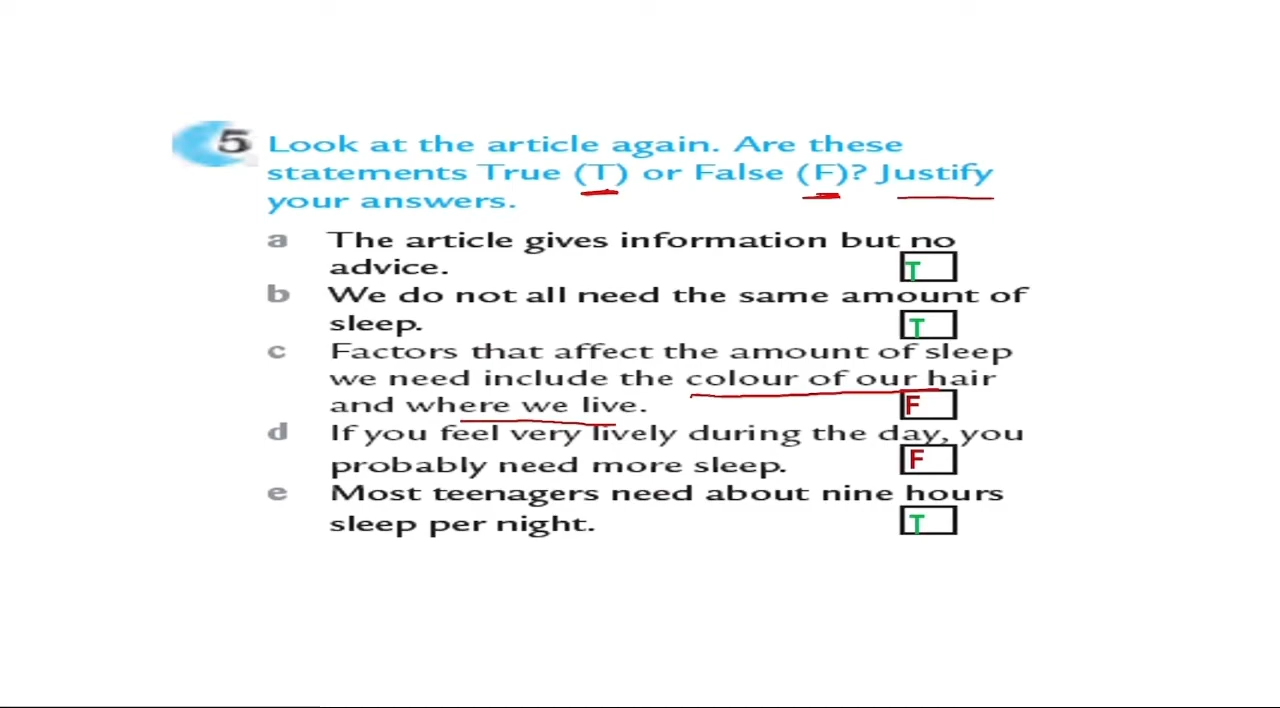 5 Look at the article again. Are these
statements True (T) or False (F)? Justify
your answers.
a The article gives information but no
advice. T
b We do not all need the same amount of
sleep. T
c Factors that affect the amount of sleep
we need include the colour of our hair
and where we live. F
d If you feel very lively during the day, you
probably need more sleep. F
e Most teenagers need about nine hours
sleep per night. T